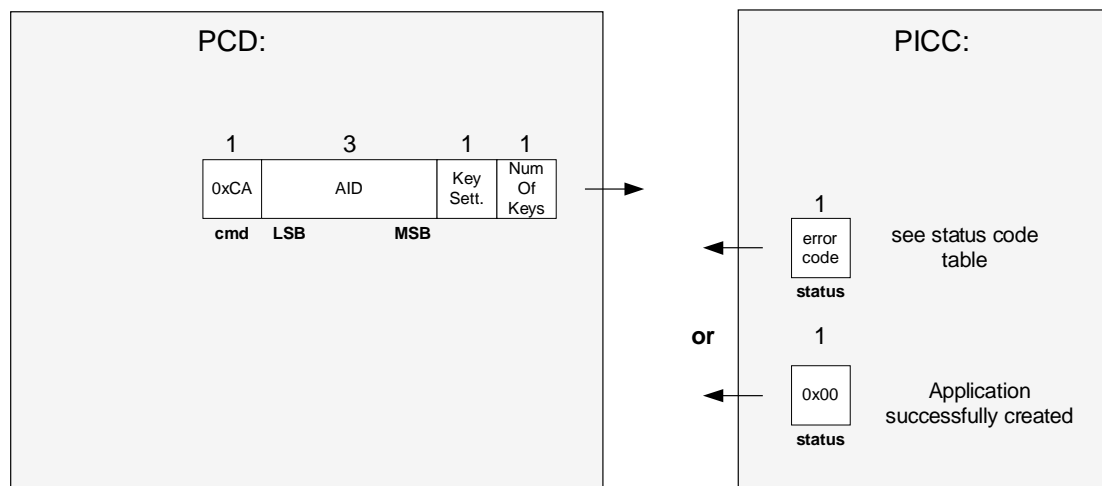 PCD:
1 3 1 1
0xCA AID Key Sett. Num Of Keys
cmd LSB MSB
PICC:
1
error code
see status code
table
status
or
1
0x00
Application
successfully created
status